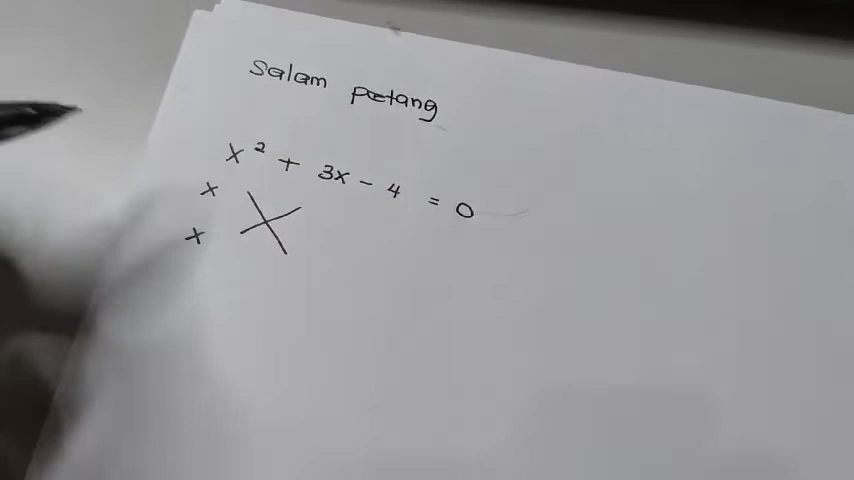 Salam petang
x² + 3x - 4 = 0
x
x